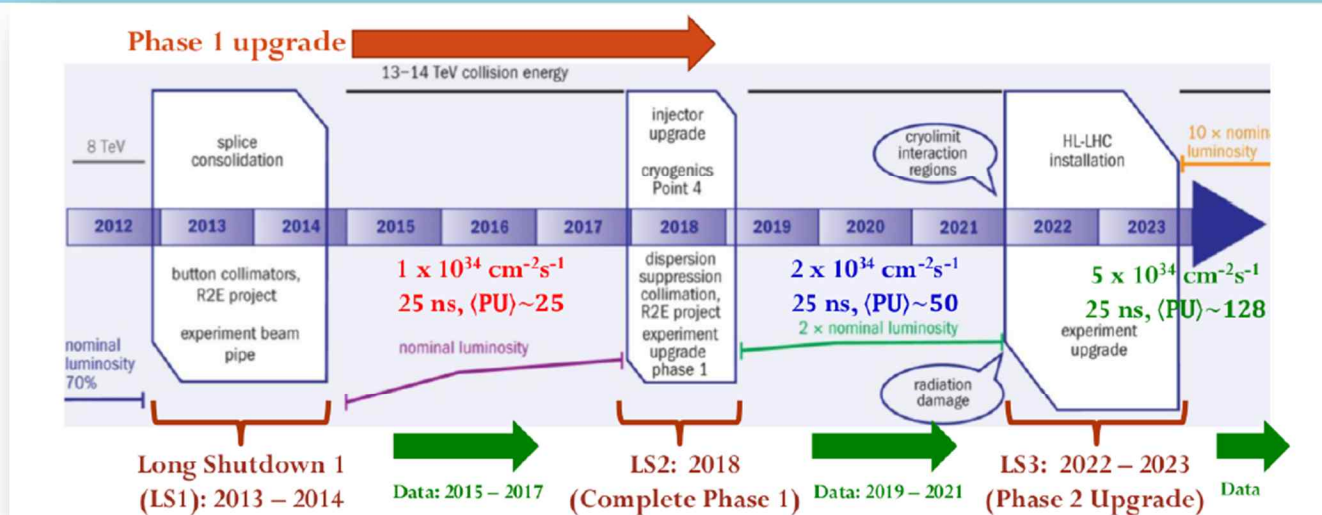 Phase 1 upgrade
13–14 TeV collision energy
8 TeV
splice
consolidation
injector
upgrade
cryogenics
Point 4
cryolimit
interaction
regions
HL-LHC
installation
10 x nomin
luminosity
2012 2013 2014 2015 2016 2017 2018 2019 2020 2021 2022 2023
button collimators,
R2E project
experiment beam
pipe
nominal
luminosity
70%
1 x 10³⁴ cm⁻²s⁻¹
25 ns, ⟨PU⟩~25
nominal luminosity
dispersion
suppression
collimation,
R2E project
experiment
upgrade
phase 1
2 x 10³⁴ cm⁻²s⁻¹
25 ns, ⟨PU⟩~50
2 x nominal luminosity
5 x 10³⁴ cm⁻²s⁻¹
25 ns, ⟨PU⟩~128
experiment
upgrade
radiation
damage
Long Shutdown 1
(LS1): 2013 – 2014
Data: 2015 – 2017
LS2: 2018
(Complete Phase 1)
Data: 2019 – 2021
LS3: 2022 – 2023
(Phase 2 Upgrade)
Data